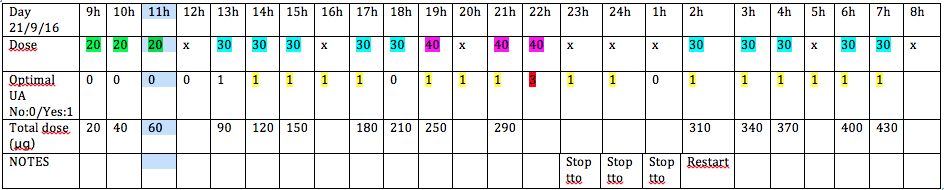 Day 9h 10h 11h 12h 13h 14h 15h 16h 17h 18h 19h 20h 21h 22h 23h 24h 1h 2h 3h 4h 5h 6h 7h 8h
21/9/16
Dose 20 20 20 x 30 30 30 x 30 30 40 x 40 40 x x x 30 30 30 x 30 30 x
Optimal 0 0 0 0 1 1 1 1 1 0 1 1 1 3 1 1 0 1 1 1 1 1 1
UA
No:0/Yes:1
Total dose 20 40 60 90 120 150 180 210 250 290 310 340 370 400 430
(µg)
NOTES Stop Stop Stop Restart
tto tto tto